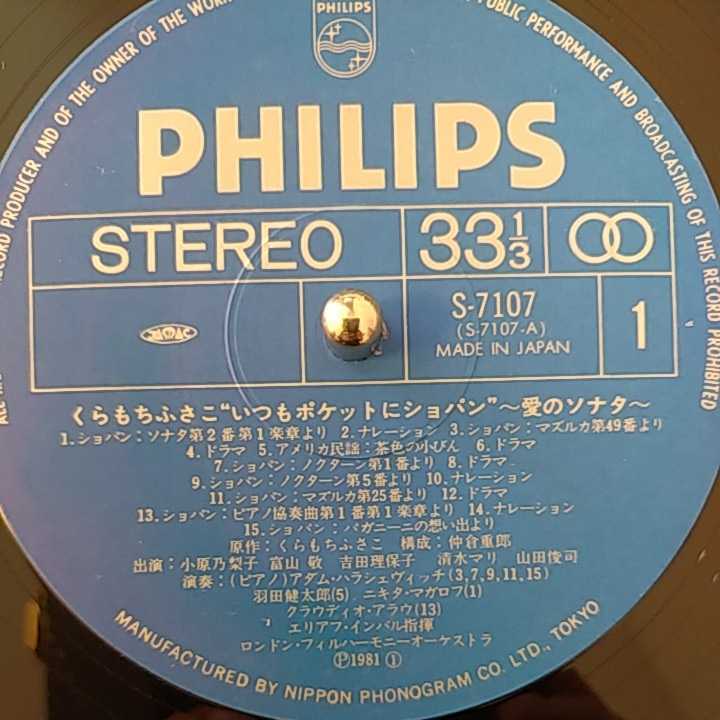 RECORD PRODUCER AND OF THE OWNER OF THE WORK
PUBLIC PERFORMANCE AND BROADCASTING OF THIS RECORD PROHIBITED
PHILIPS
PHILIPS
STEREO 33⅓
S-7107
(S-7107-A)
MADE IN JAPAN
1
くらもちふさこ“いつもポケットにショパン”～愛のソナタ～
1.ショパン:ソナタ第2番第1楽章より 2.ナレーション 3.ショパン:マズルカ第49番より
4.ドラマ 5.アメリカ民謡:茶色の小びん 6.ドラマ
7.ショパン:ノクターン第1番より 8.ドラマ
9.ショパン:ノクターン第5番より 10.ナレーション
11.ショパン:マズルカ第25番より 12.ドラマ
13.ショパン:ピアノ協奏曲第1番第1楽章より 14.ナレーション
15.ショパン:パガニーニの想い出より
原作:くらもちふさこ 構成:仲倉重郎
出演:小原乃梨子 富山 敬 吉田理保子 清水マリ 山田俊司
演奏:(ピアノ)アダム・ハラシェヴィッチ(3,7,9,11,15)
羽田健太郎(5) ニキタ・マガロフ(1)
クラウディオ・アラウ(13)
エリアフ・インバル指揮
ロンドン・フィルハーモニーオーケストラ
Ⓟ1981 ①
MANUFACTURED BY NIPPON PHONOGRAM CO. LTD., TOKYO